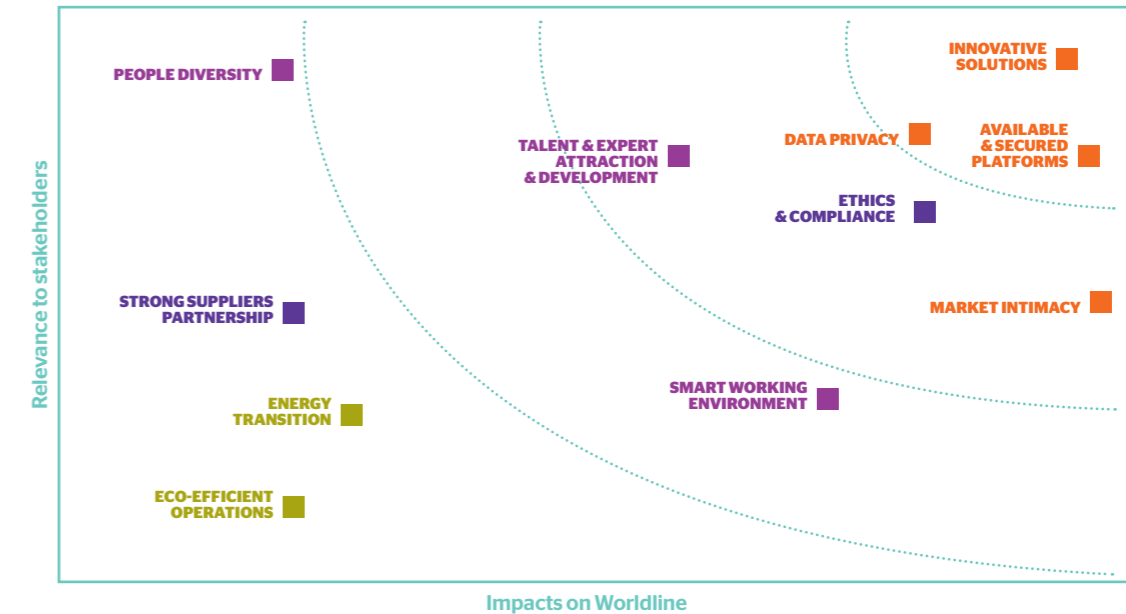 INNOVATIVE
SOLUTIONS
PEOPLE DIVERSITY
DATA PRIVACY
AVAILABLE
& SECURED
PLATFORMS
TALENT & EXPERT
ATTRACTION
& DEVELOPMENT
ETHICS
& COMPLIANCE
STRONG SUPPLIERS
PARTNERSHIP
MARKET INTIMACY
SMART WORKING
ENVIRONMENT
ENERGY
TRANSITION
ECO-EFFICIENT
OPERATIONS
Relevance to stakeholders
Impacts on Worldline